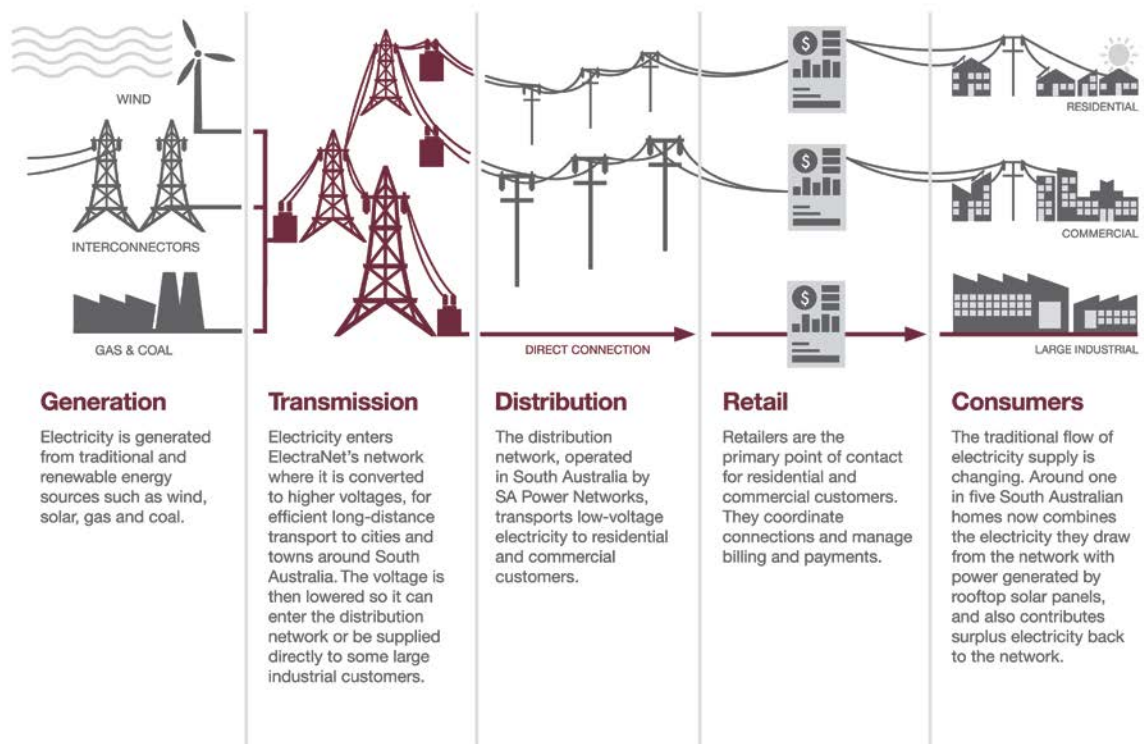 WIND
INTERCONNECTORS
GAS & COAL
DIRECT CONNECTION
$
$
$
RESIDENTIAL
COMMERCIAL
LARGE INDUSTRIAL
Generation
Electricity is generated
from traditional and
renewable energy
sources such as wind,
solar, gas and coal.
Transmission
Electricity enters
ElectraNet's network
where it is converted
to higher voltages, for
efficient long-distance
transport to cities and
towns around South
Australia. The voltage is
then lowered so it can
enter the distribution
network or be supplied
directly to some large
industrial customers.
Distribution
The distribution
network, operated
in South Australia by
SA Power Networks,
transports low-voltage
electricity to residential
and commercial
customers.
Retail
Retailers are the
primary point of contact
for residential and
commercial customers.
They coordinate
connections and manage
billing and payments.
Consumers
The traditional flow of
electricity supply is
changing. Around one
in five South Australian
homes now combines
the electricity they draw
from the network with
power generated by
rooftop solar panels,
and also contributes
surplus electricity back
to the network.